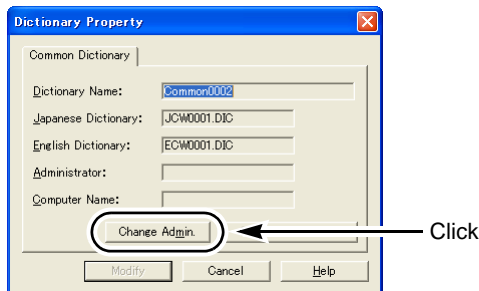 Dictionary Property
Common Dictionary
Dictionary Name: Common0002
Japanese Dictionary: JCW0001.DIC
English Dictionary: ECW0001.DIC
Administrator:
Computer Name:
Change Admin.
Click
Modify Cancel Help